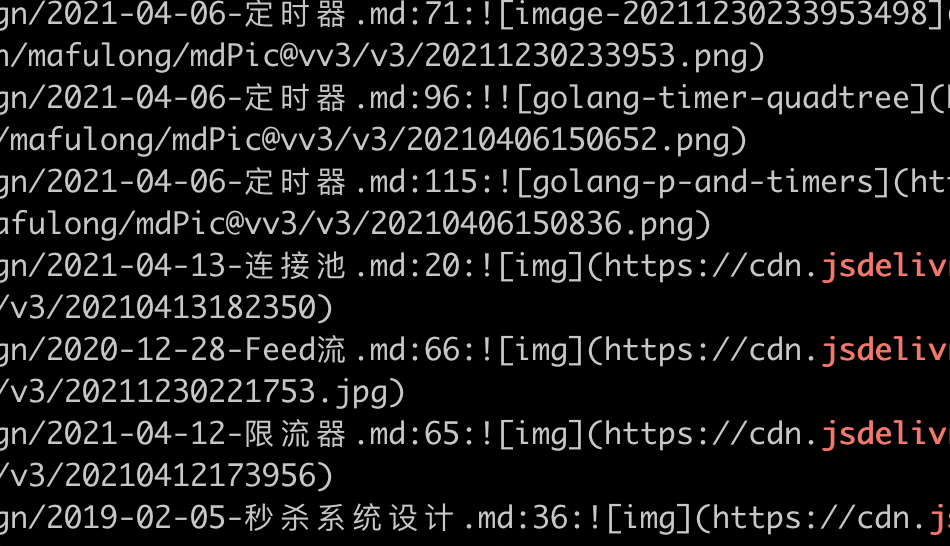 gn/2021-04-06-定时器.md:71:![image-20211230233953498](
n/mafulong/mdPic@vv3/v3/20211230233953.png)
gn/2021-04-06-定时器.md:96:!![golang-timer-quadtree](h
/mafulong/mdPic@vv3/v3/20210406150652.png)
gn/2021-04-06-定时器.md:115:![golang-p-and-timers](htt
afulong/mdPic@vv3/v3/20210406150836.png)
gn/2021-04-13-连接池.md:20:![img](https://cdn.jsdelivr
/v3/20210413182350)
gn/2020-12-28-Feed流.md:66:![img](https://cdn.jsdelivr
/v3/20211230221753.jpg)
gn/2021-04-12-限流器.md:65:![img](https://cdn.jsdelivr
/v3/20210412173956)
gn/2019-02-05-秒杀系统设计.md:36:![img](https://cdn.js